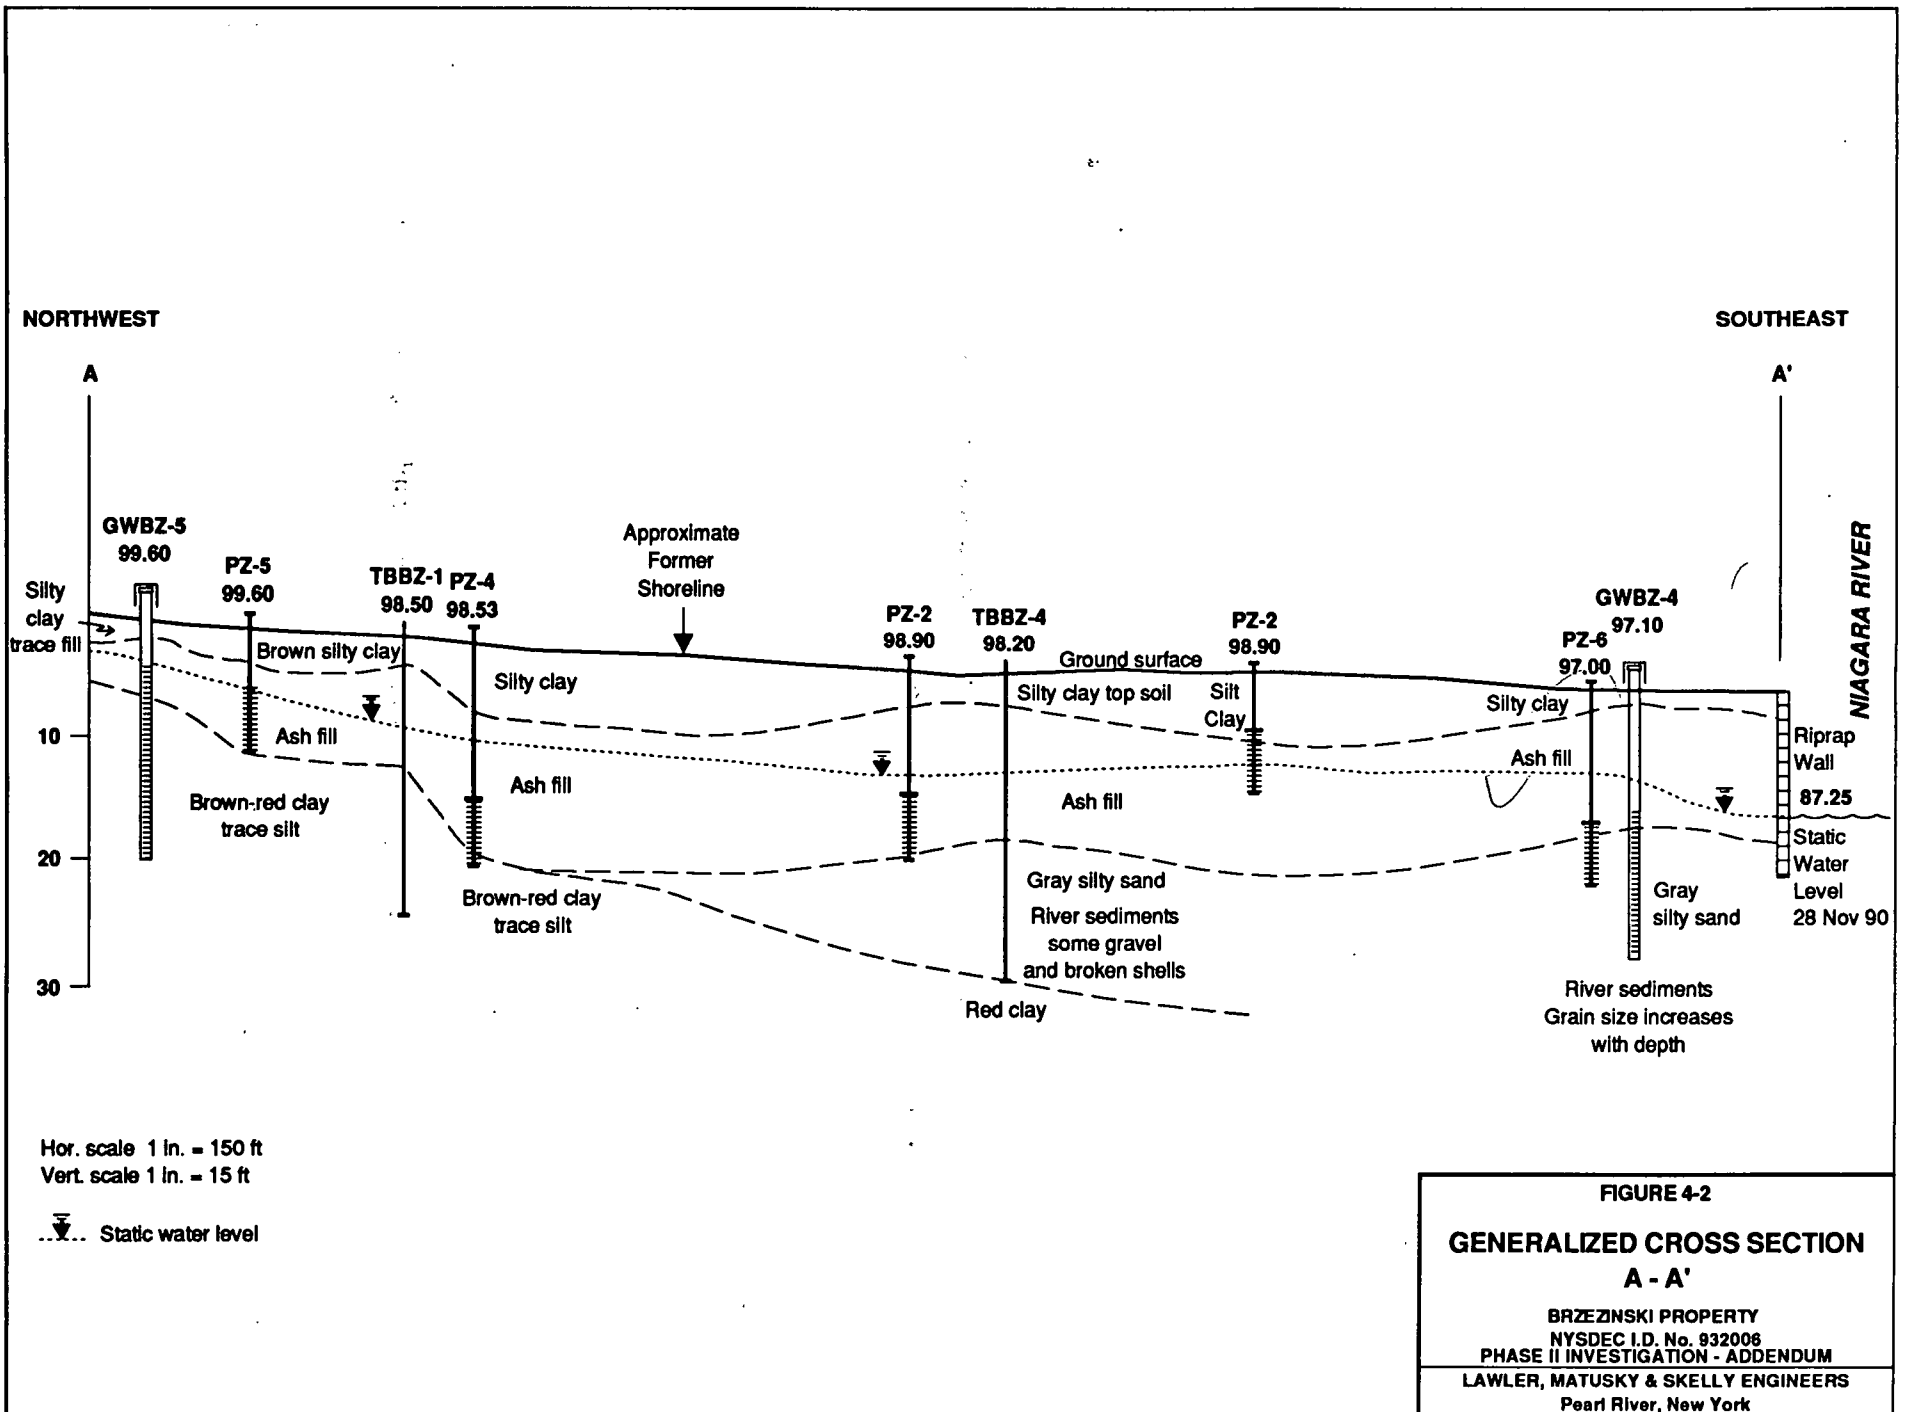 NORTHWEST
SOUTHEAST
A
A'
GWBZ-5
99.60
PZ-5
99.60
TBBZ-1
98.50
PZ-4
98.53
Approximate
Former
Shoreline
PZ-2
98.90
TBBZ-4
98.20
PZ-2
98.90
PZ-6
97.00
GWBZ-4
97.10
NIAGARA RIVER
Silty
clay
trace fill
Brown silty clay
Silty clay
Ground surface
Silty clay top soil
Silt
Clay
Silty clay
10
Ash fill
Ash fill
Ash fill
Ash fill
Riprap
Wall
87.25
Static
Water
Level
28 Nov 90
Brown-red clay
trace silt
20
Brown-red clay
trace silt
Gray silty sand
River sediments
some gravel
and broken shells
Gray
silty sand
30
Red clay
River sediments
Grain size increases
with depth
Hor. scale 1 in. = 150 ft
Vert. scale 1 in. = 15 ft
Static water level
FIGURE 4-2
GENERALIZED CROSS SECTION
A - A'
BRZEZINSKI PROPERTY
NYSDEC I.D. No. 932006
PHASE II INVESTIGATION - ADDENDUM
LAWLER, MATUSKY & SKELLY ENGINEERS
Pearl River, New York